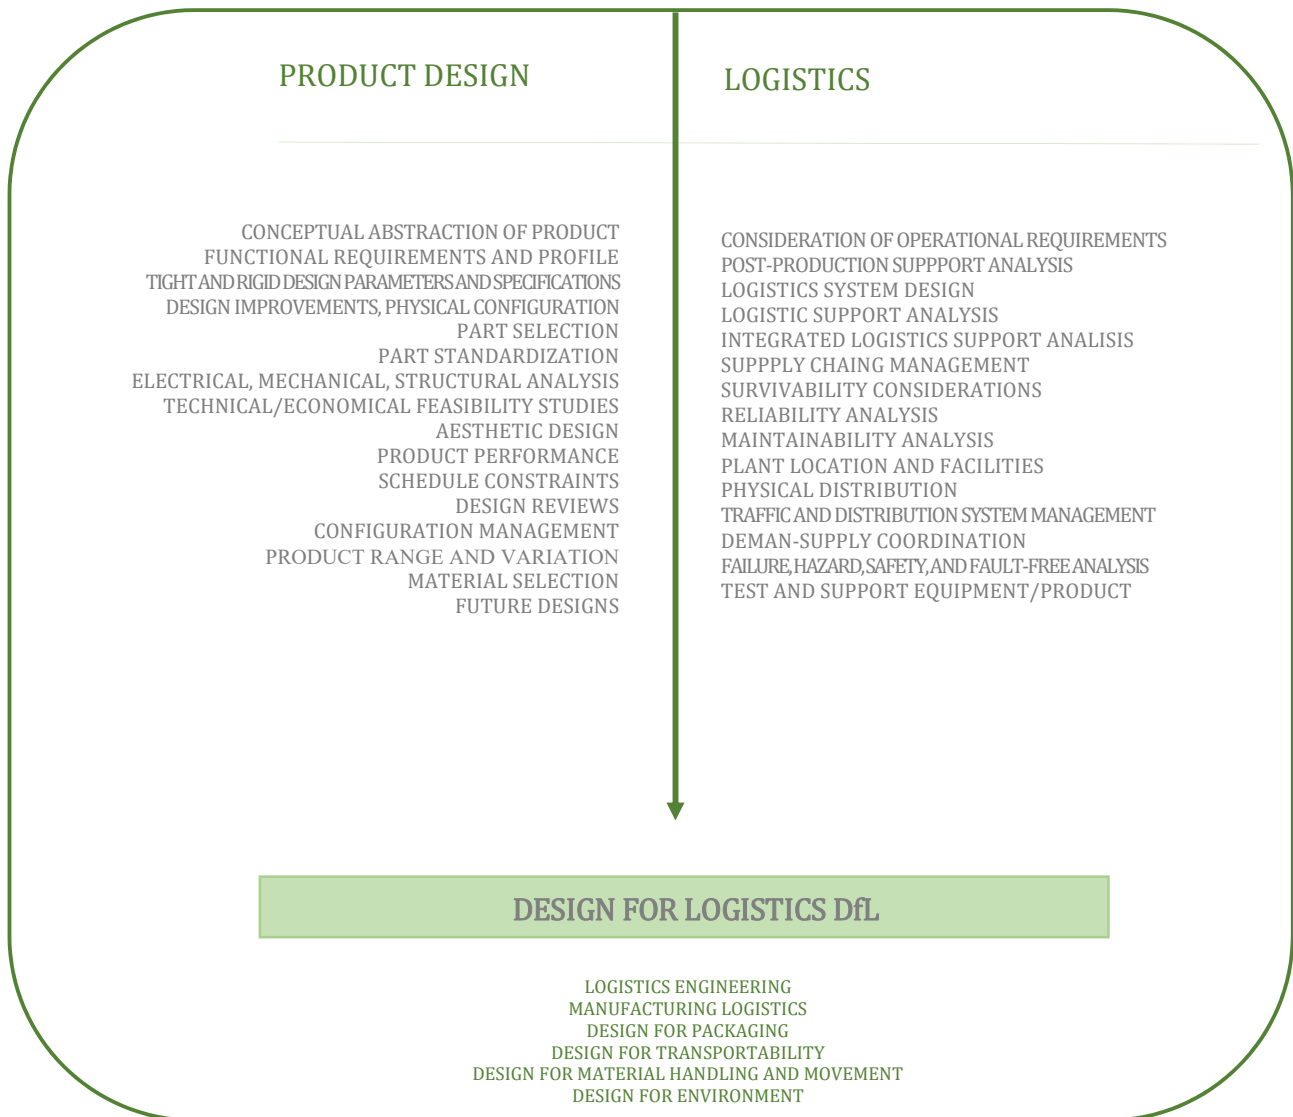 PRODUCT DESIGN
CONCEPTUAL ABSTRACTION OF PRODUCT
FUNCTIONAL REQUIREMENTS AND PROFILE
TIGHT AND RIGID DESIGN PARAMETERS AND SPECIFICATIONS
DESIGN IMPROVEMENTS, PHYSICAL CONFIGURATION
PART SELECTION
PART STANDARDIZATION
ELECTRICAL, MECHANICAL, STRUCTURAL ANALYSIS
TECHNICAL/ECONOMICAL FEASIBILITY STUDIES
AESTHETIC DESIGN
PRODUCT PERFORMANCE
SCHEDULE CONSTRAINTS
DESIGN REVIEWS
CONFIGURATION MANAGEMENT
PRODUCT RANGE AND VARIATION
MATERIAL SELECTION
FUTURE DESIGNS
LOGISTICS
CONSIDERATION OF OPERATIONAL REQUIREMENTS
POST-PRODUCTION SUPPPORT ANALYSIS
LOGISTICS SYSTEM DESIGN
LOGISTIC SUPPORT ANALYSIS
INTEGRATED LOGISTICS SUPPORT ANALISIS
SUPPPLY CHAING MANAGEMENT
SURVIVABILITY CONSIDERATIONS
RELIABILITY ANALYSIS
MAINTAINABILITY ANALYSIS
PLANT LOCATION AND FACILITIES
PHYSICAL DISTRIBUTION
TRAFFIC AND DISTRIBUTION SYSTEM MANAGEMENT
DEMAN-SUPPLY COORDINATION
FAILURE, HAZARD, SAFETY, AND FAULT-FREE ANALYSIS
TEST AND SUPPORT EQUIPMENT/PRODUCT
DESIGN FOR LOGISTICS DfL
LOGISTICS ENGINEERING
MANUFACTURING LOGISTICS
DESIGN FOR PACKAGING
DESIGN FOR TRANSPORTABILITY
DESIGN FOR MATERIAL HANDLING AND MOVEMENT
DESIGN FOR ENVIRONMENT